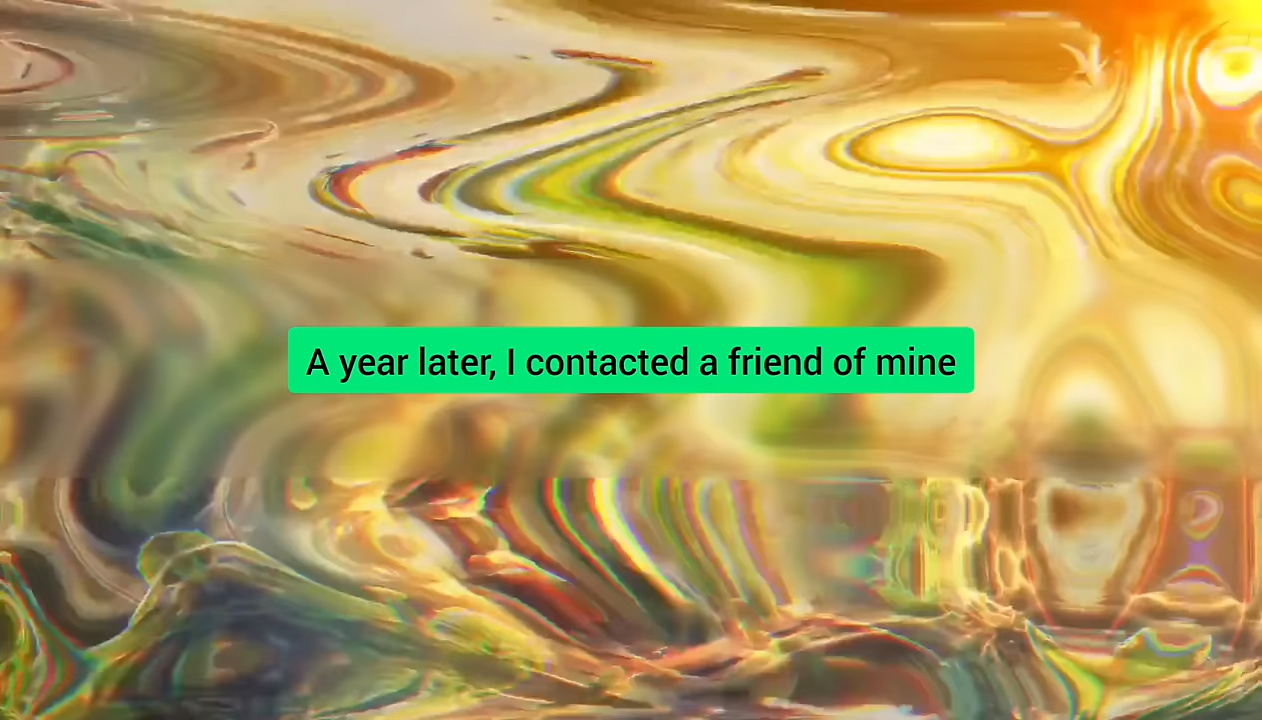 A year later, I contacted a friend of mine